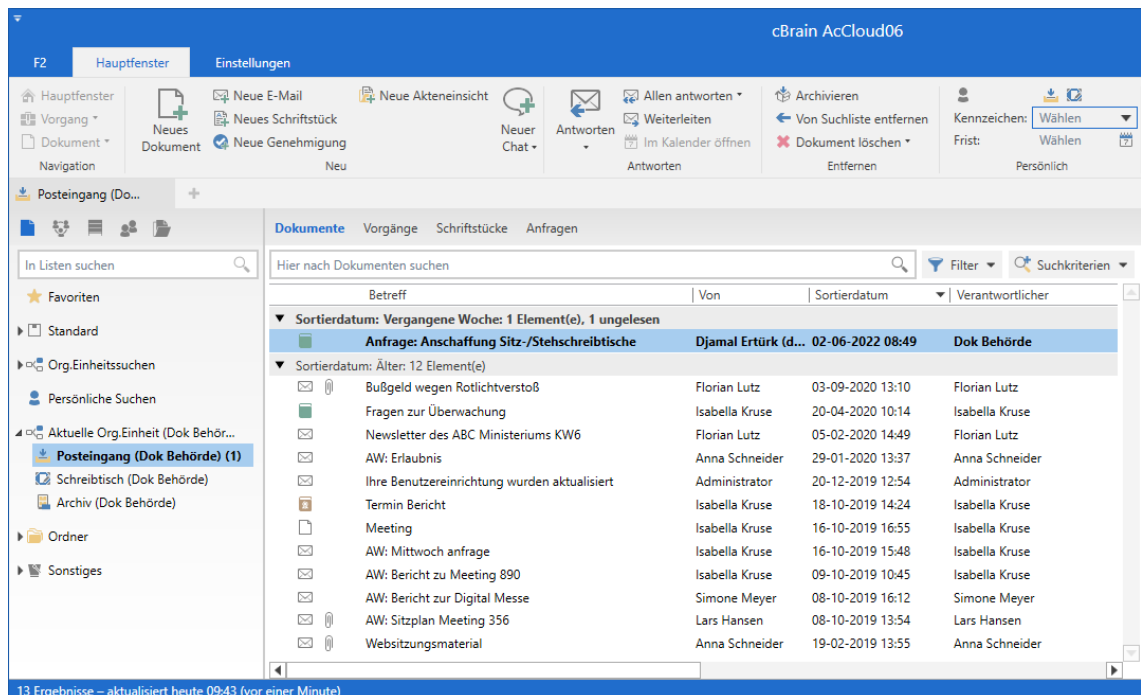 cBrain AcCloud06
F2 Hauptfenster Einstellungen
Hauptfenster
Vorgang
Dokument
Navigation
Neues Dokument
Neue E-Mail
Neues Schriftstück
Neue Genehmigung
Neue Akteneinsicht
Neuer Chat
Neu
Antworten
Allen antworten
Weiterleiten
Im Kalender öffnen
Antworten
Archivieren
Von Suchliste entfernen
Dokument löschen
Entfernen
Kennzeichen: Wählen
Frist: Wählen
Persönlich
Posteingang (Do... +
In Listen suchen
Favoriten
Standard
Org.Einheitssuchen
Persönliche Suchen
Aktuelle Org.Einheit (Dok Behör...
Posteingang (Dok Behörde) (1)
Schreibtisch (Dok Behörde)
Archiv (Dok Behörde)
Ordner
Sonstiges
Dokumente Vorgänge Schriftstücke Anfragen
Hier nach Dokumenten suchen Filter Suchkriterien
Betreff Von Sortierdatum Verantwortlicher
Sortierdatum: Vergangene Woche: 1 Element(e), 1 ungelesen
Anfrage: Anschaffung Sitz-/Stehschreibtische Djamal Ertürk (d... 02-06-2022 08:49 Dok Behörde
Sortierdatum: Älter: 12 Element(e)
Bußgeld wegen Rotlichtverstoß Florian Lutz 03-09-2020 13:10 Florian Lutz
Fragen zur Überwachung Isabella Kruse 20-04-2020 10:14 Isabella Kruse
Newsletter des ABC Ministeriums KW6 Florian Lutz 05-02-2020 14:49 Florian Lutz
AW: Erlaubnis Anna Schneider 29-01-2020 13:37 Anna Schneider
Ihre Benutzereinrichtung wurden aktualisiert Administrator 20-12-2019 12:54 Administrator
Termin Bericht Isabella Kruse 18-10-2019 14:24 Isabella Kruse
Meeting Isabella Kruse 16-10-2019 16:55 Isabella Kruse
AW: Mittwoch anfrage Isabella Kruse 16-10-2019 15:48 Isabella Kruse
AW: Bericht zu Meeting 890 Isabella Kruse 09-10-2019 10:45 Isabella Kruse
AW: Bericht zur Digital Messe Simone Meyer 08-10-2019 16:12 Simone Meyer
AW: Sitzplan Meeting 356 Lars Hansen 08-10-2019 13:54 Lars Hansen
Websitzungsmaterial Anna Schneider 19-02-2019 13:55 Anna Schneider
13 Ergebnisse – aktualisiert heute 09:43 (vor einer Minute)